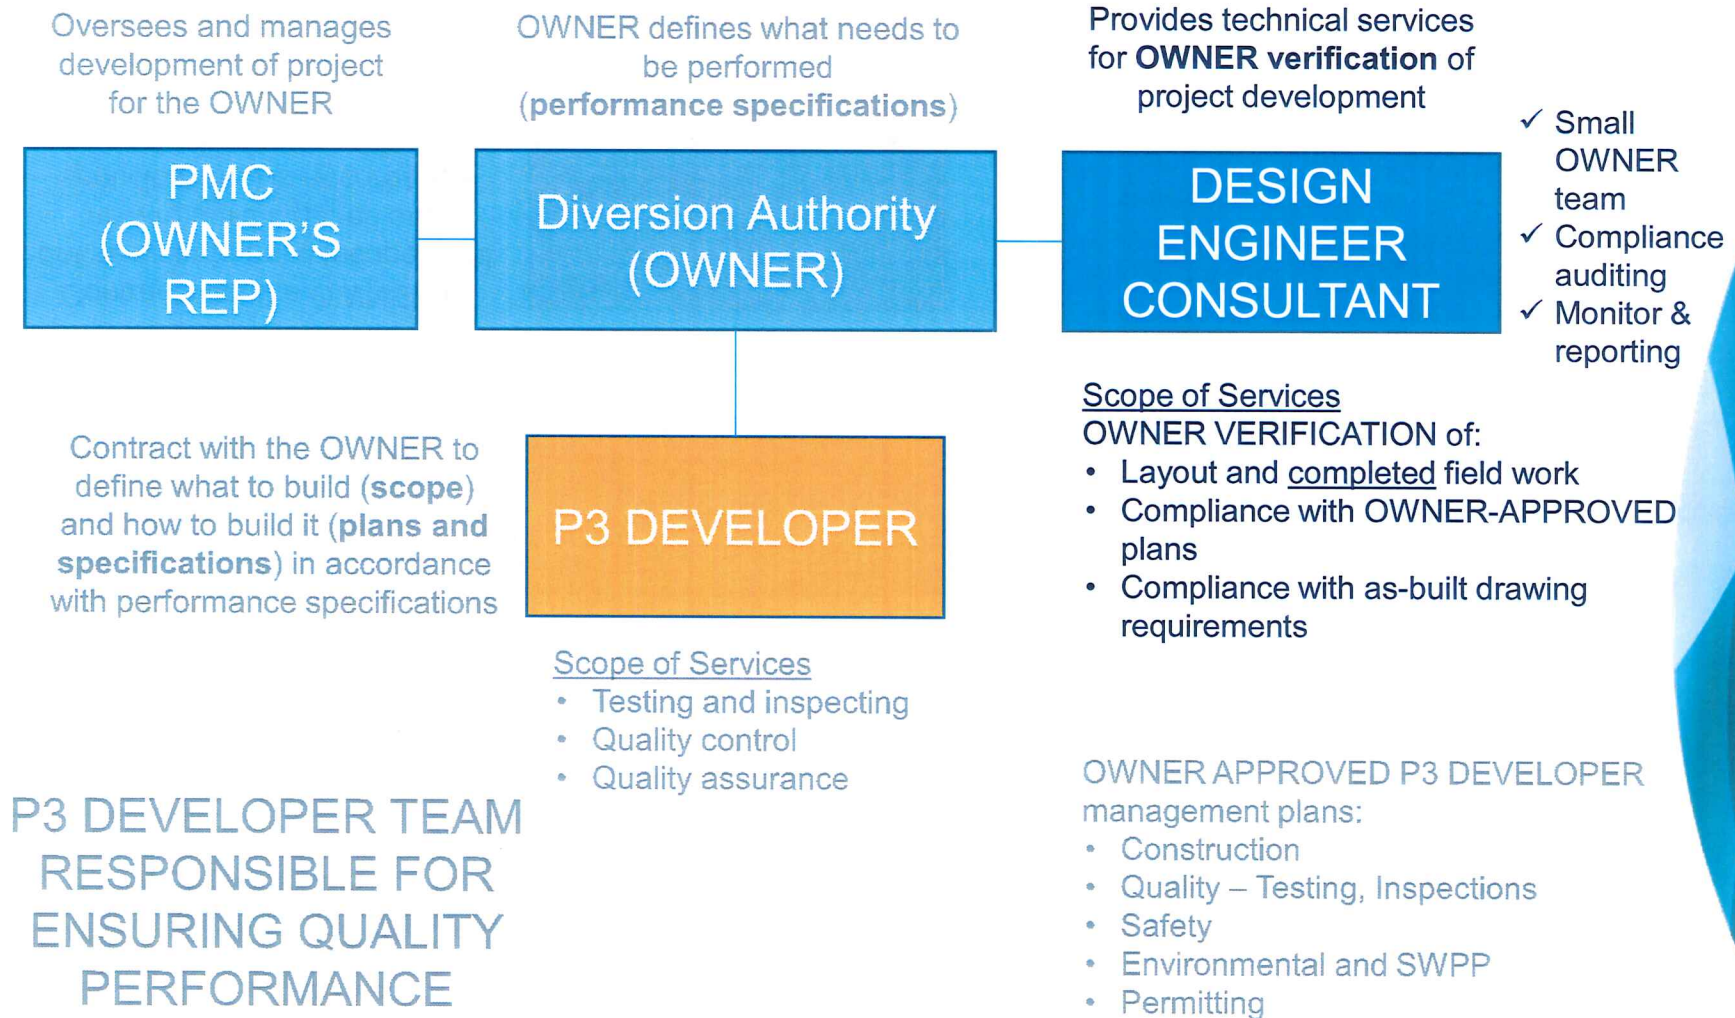 Oversees and manages
development of project
for the OWNER
OWNER defines what needs to
be performed
(performance specifications)
Provides technical services
for OWNER verification of
project development
PMC
(OWNER'S
REP)
Diversion Authority
(OWNER)
DESIGN
ENGINEER
CONSULTANT
✓ Small
OWNER
team
✓ Compliance
auditing
✓ Monitor &
reporting
Contract with the OWNER to
define what to build (scope)
and how to build it (plans and
specifications) in accordance
with performance specifications
P3 DEVELOPER
Scope of Services
• Testing and inspecting
• Quality control
• Quality assurance
Scope of Services
OWNER VERIFICATION of:
• Layout and completed field work
• Compliance with OWNER-APPROVED
plans
• Compliance with as-built drawing
requirements
P3 DEVELOPER TEAM
RESPONSIBLE FOR
ENSURING QUALITY
PERFORMANCE
OWNER APPROVED P3 DEVELOPER
management plans:
• Construction
• Quality – Testing, Inspections
• Safety
• Environmental and SWPP
• Permitting